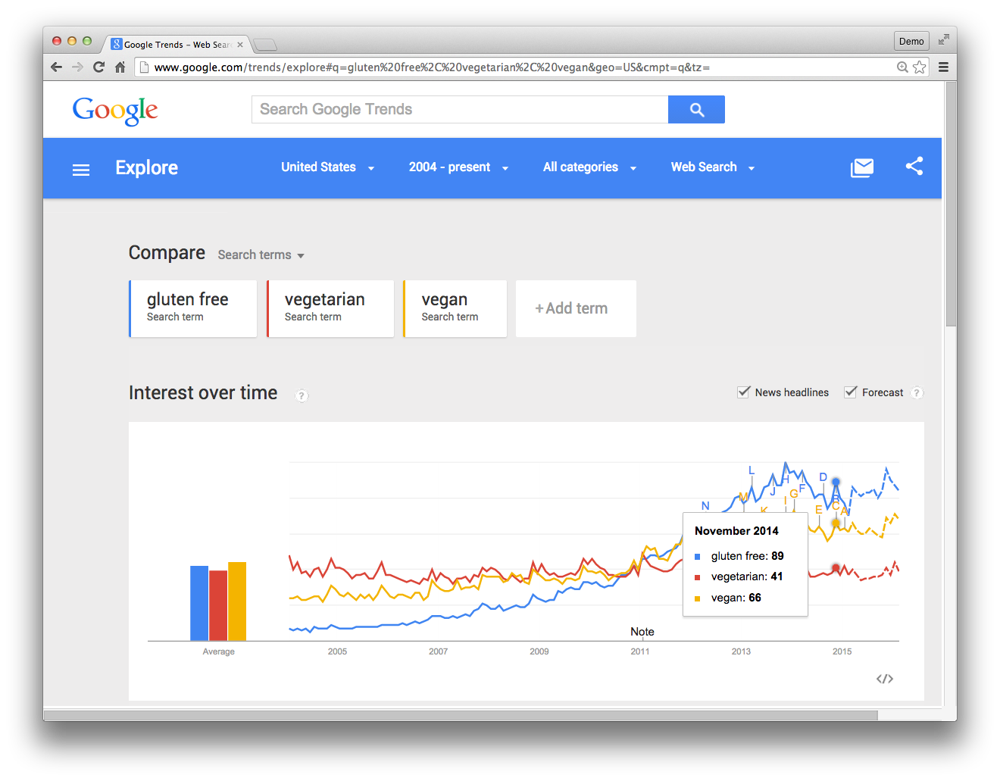 Google Trends – Web Sear
Demo
www.google.com/trends/explore#q=gluten%20free%2C%20vegetarian%2C%20vegan&geo=US&cmpt=q&tz=
Google
Search Google Trends
Explore
United States
2004 - present
All categories
Web Search
Compare
Search terms
gluten free
Search term
vegetarian
Search term
vegan
Search term
+Add term
Interest over time
?
News headlines
Forecast
?
L
H
J
F
D
N
M
I
G
K
E
B
C
A
November 2014
gluten free: 89
vegetarian: 41
vegan: 66
Note
Average
2005
2007
2009
2011
2013
2015
</>